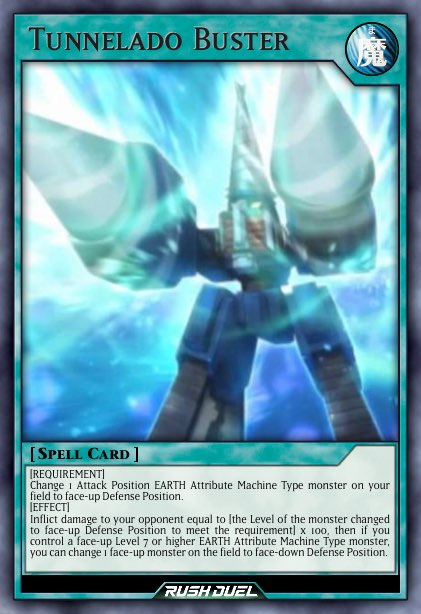 Tunnelado Buster
ま
魔
[ Spell Card ]
[REQUIREMENT]
Change 1 Attack Position EARTH Attribute Machine Type monster on your
field to face-up Defense Position.
[EFFECT]
Inflict damage to your opponent equal to [the Level of the monster changed
to face-up Defense Position to meet the requirement] x 100, then if you
control a face-up Level 7 or higher EARTH Attribute Machine Type monster,
you can change 1 face-up monster on the field to face-down Defense Position.
RUSH DUEL